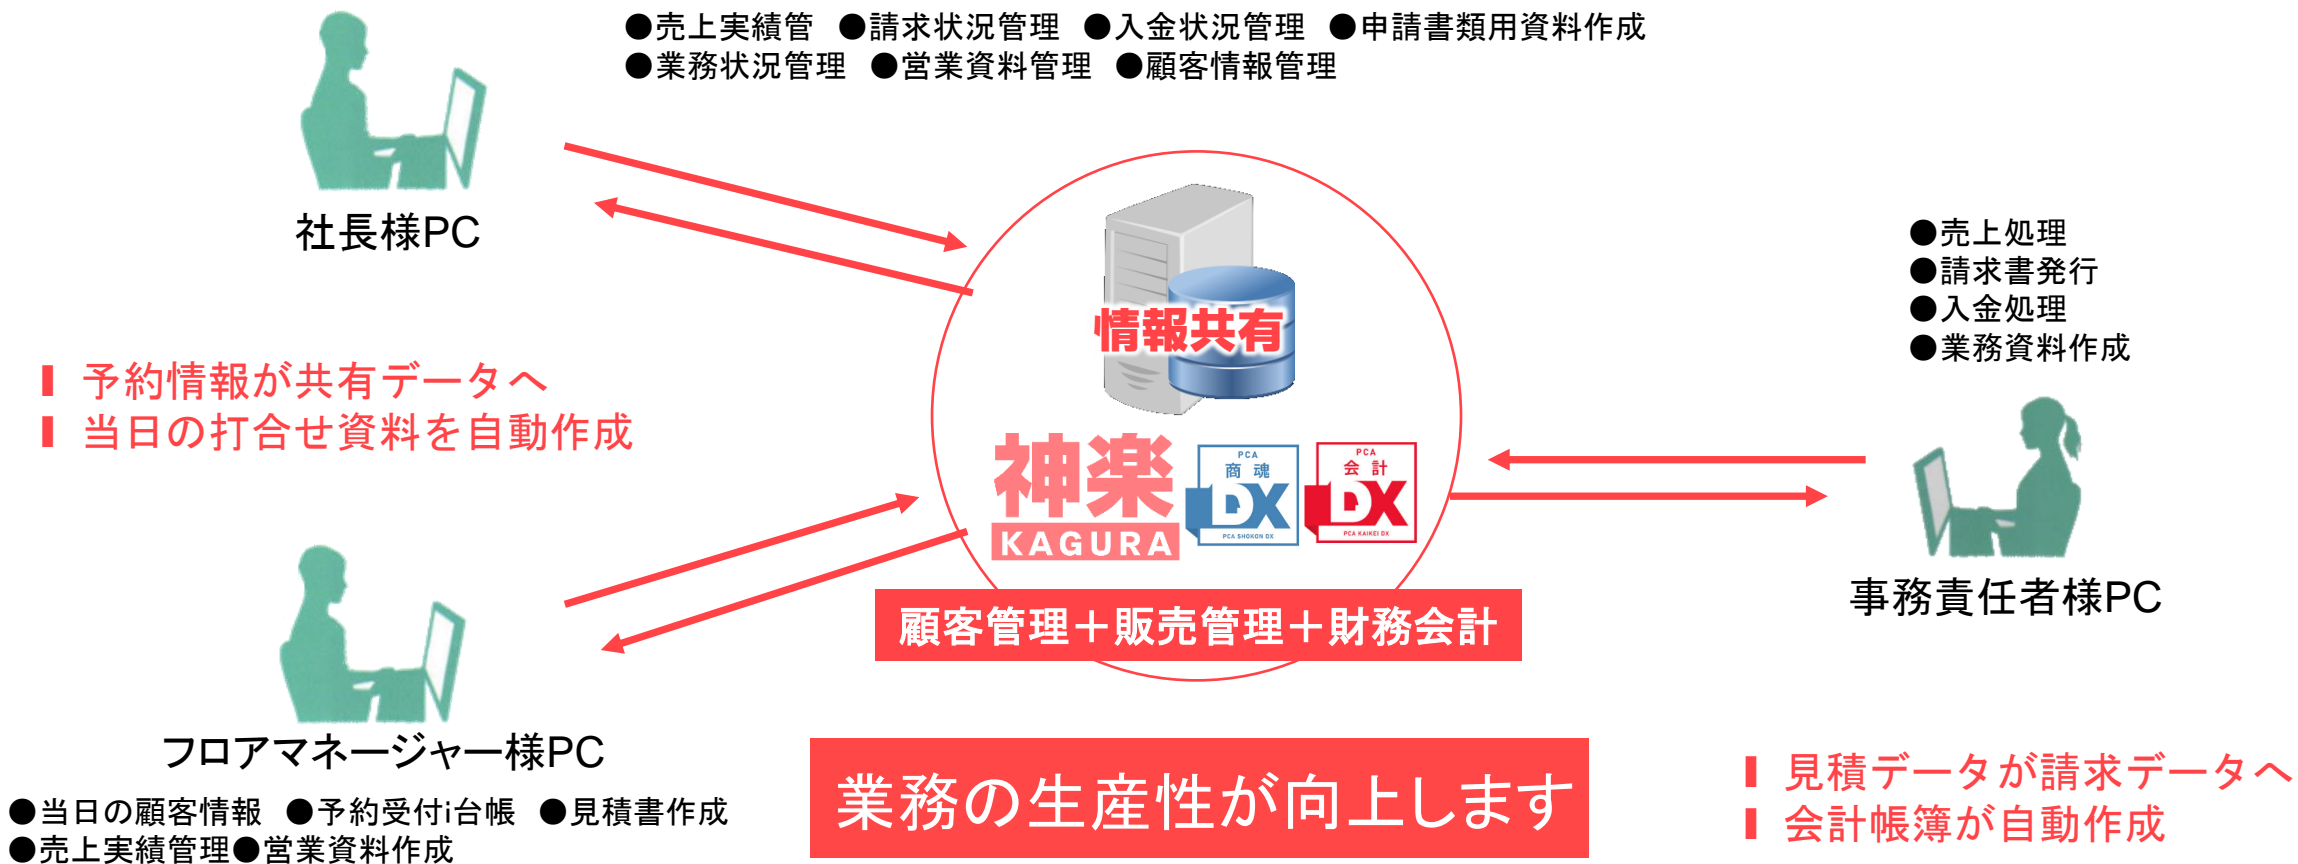 ●売上実績管　●請求状況管理　●入金状況管理　●申請書類用資料作成
●業務状況管理　●営業資料管理　●顧客情報管理
社長様PC
予約情報が共有データへ
当日の打合せ資料を自動作成
情報共有
神楽
KAGURA
PCA
商魂
DX
PCA SHOKON DX
PCA
会計
DX
PCA KAIKEI DX
顧客管理＋販売管理＋財務会計
●売上処理
●請求書発行
●入金処理
●業務資料作成
事務責任者様PC
フロアマネージャー様PC
●当日の顧客情報　●予約受付i台帳　●見積書作成
●売上実績管理●営業資料作成
業務の生産性が向上します
見積データが請求データへ
会計帳簿が自動作成